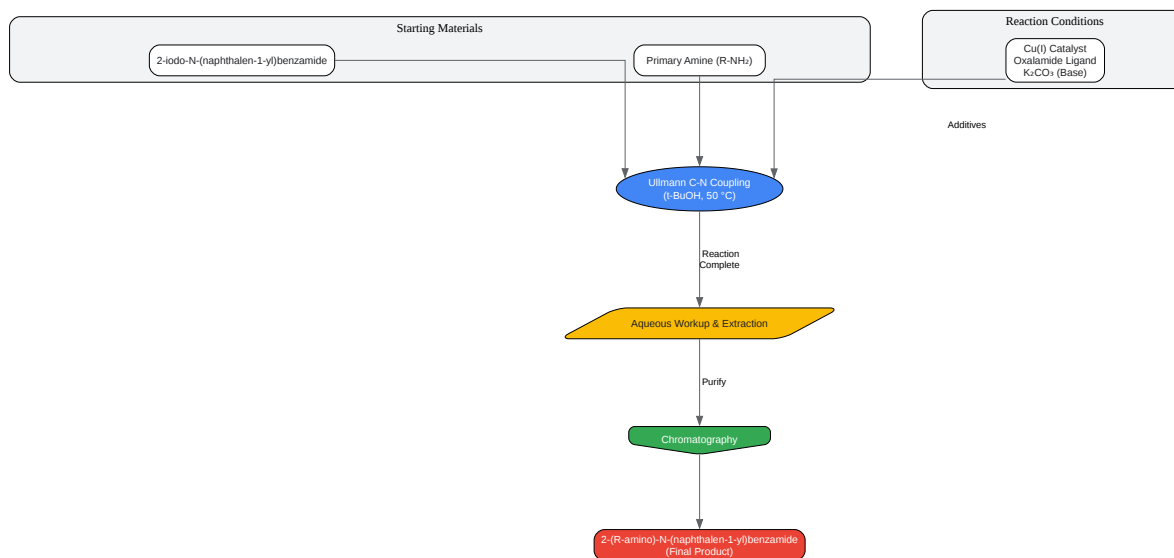 Starting Materials
2-iodo-N-(naphthalen-1-yl)benzamide
Primary Amine (R-NH₂)
Reaction Conditions
Cu(I) Catalyst
Oxalamide Ligand
K₂CO₃ (Base)
Additives
Ullmann C-N Coupling
(t-BuOH, 50 °C)
Reaction
Complete
Aqueous Workup & Extraction
Purify
Chromatography
2-(R-amino)-N-(naphthalen-1-yl)benzamide
(Final Product)